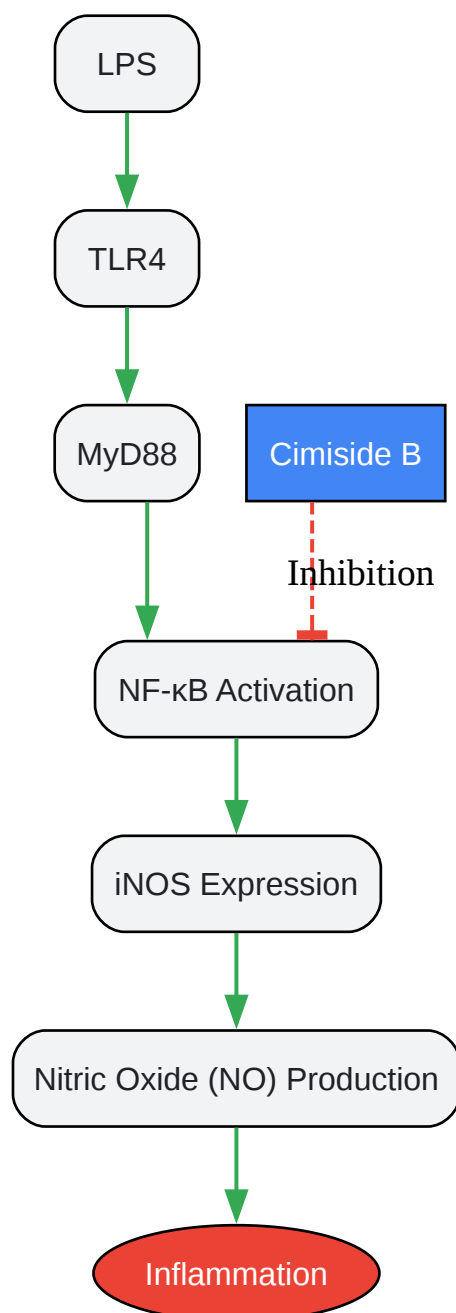 LPS
TLR4
MyD88
Cimiside B
Inhibition
NF-κB Activation
iNOS Expression
Nitric Oxide (NO) Production
Inflammation